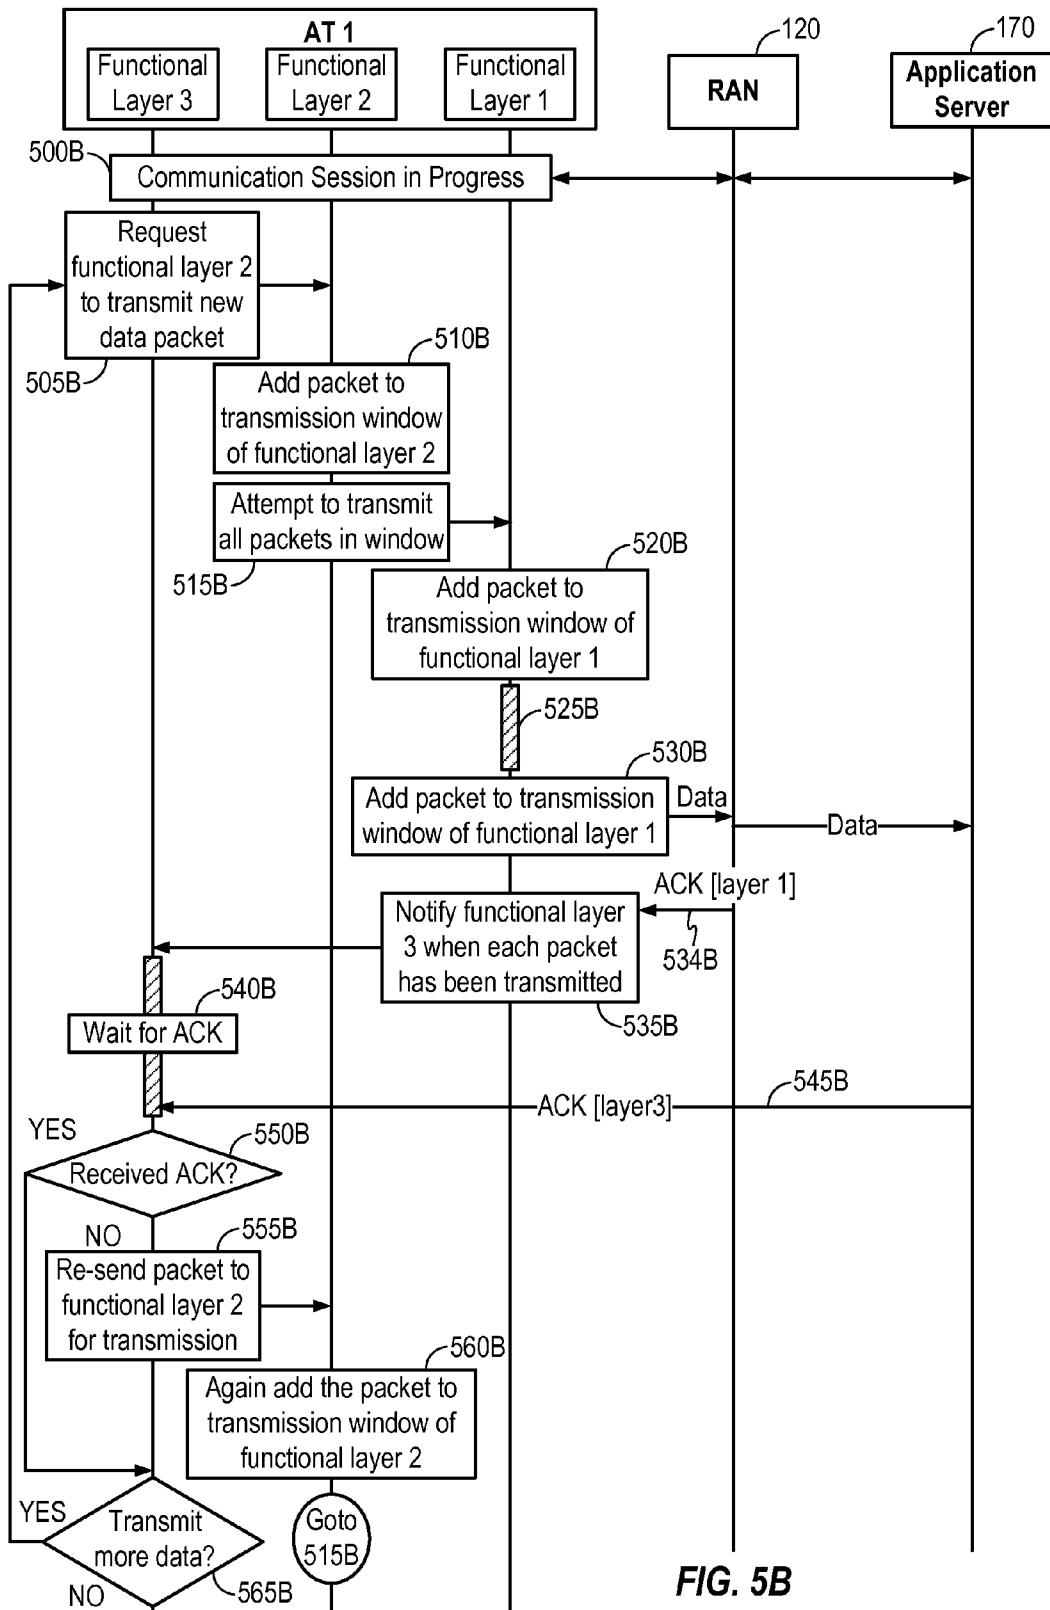 AT 1
Functional
Layer 3
Functional
Layer 2
Functional
Layer 1
120
RAN
170
Application
Server
500B
Communication Session in Progress
Request
functional layer 2
to transmit new
data packet
505B
510B
Add packet to
transmission window
of functional layer 2
Attempt to transmit
all packets in window
515B
520B
Add packet to
transmission window of
functional layer 1
525B
530B
Add packet to transmission
window of functional layer 1
Data
Data
ACK [layer 1]
534B
Notify functional layer
3 when each packet
has been transmitted
535B
540B
Wait for ACK
545B
ACK [layer3]
YES
550B
Received ACK?
NO
555B
Re-send packet to
functional layer 2
for transmission
560B
Again add the packet to
transmission window of
functional layer 2
YES
Transmit
more data?
565B
NO
Goto
515B
FIG. 5B